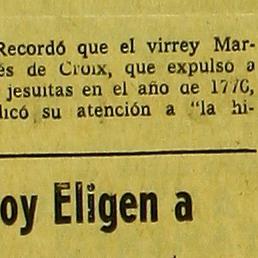 Recordó que el virrey Mar-
és de Croix, que expulso a
jesuitas en el año de 1770,
dicó su atención a "la hi-
oy Eligen a